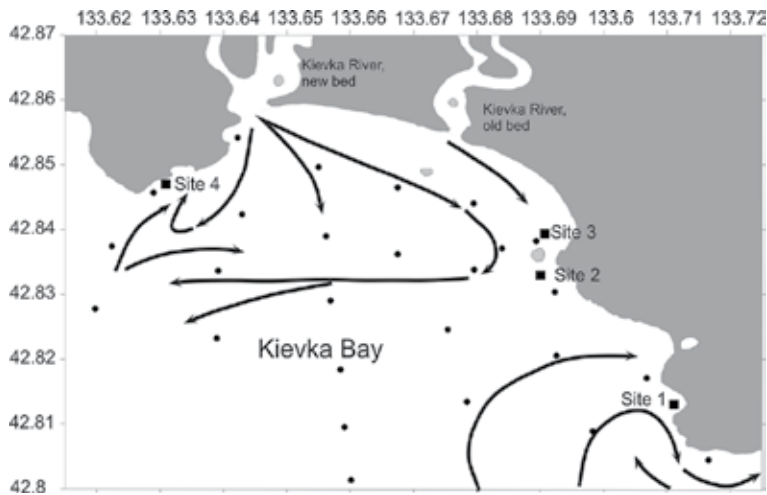 133.62 133.63 133.64 133.65 133.66 133.67 133.68 133.69 133.6 133.71 133.72
42.87
Kievka River,
new bed
42.86
Kievka River,
old bed
42.85
Site 4
42.84
Site 3
Site 2
42.83
Kievka Bay
42.82
Site 1
42.81
42.8